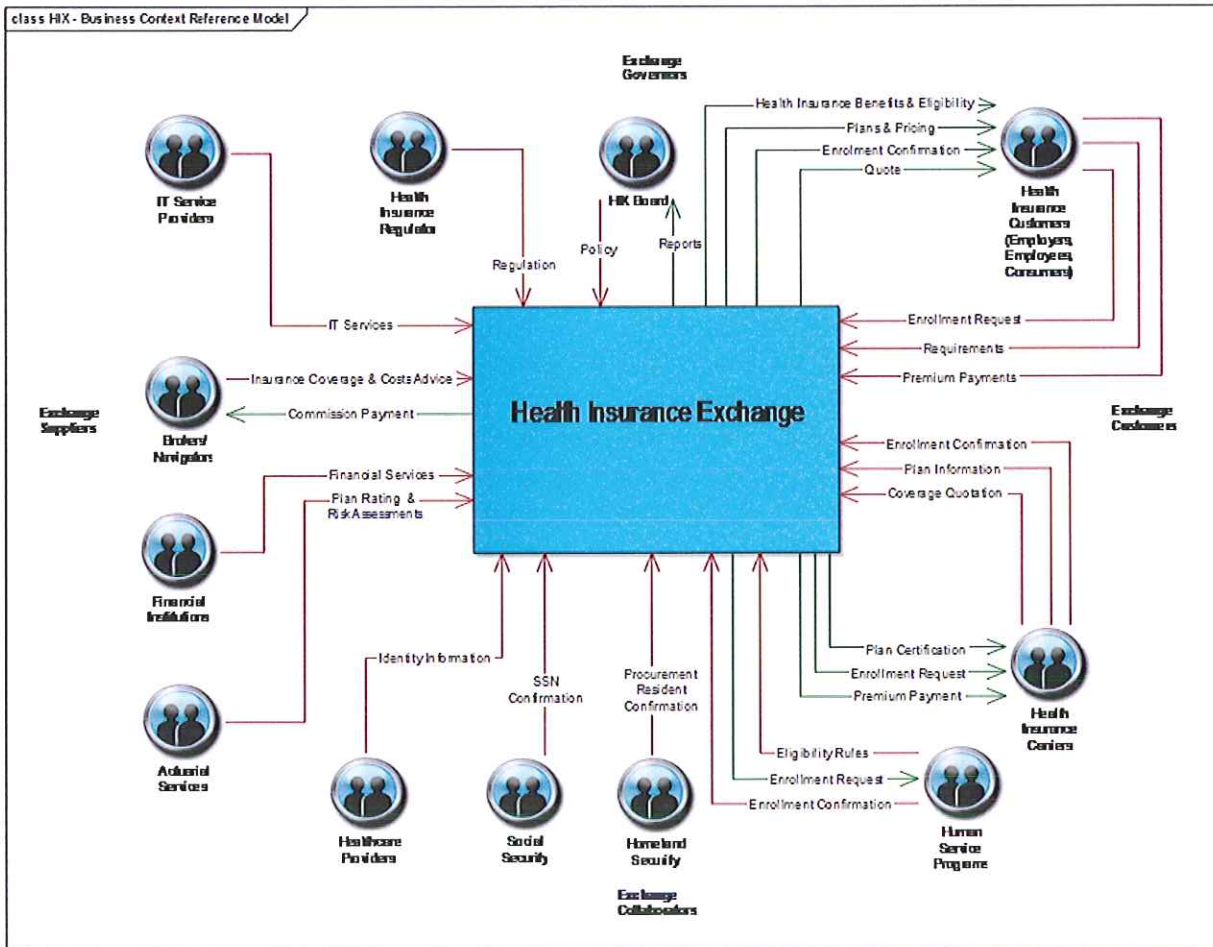 class HIX - Business Context Reference Model
Exchange
Governors
IT Service
Providers
Health
Insurance
Regulator
HIX Board
Health Insurance Benefits & Eligibility
Plans & Pricing
Enrolment Confirmation
Quote
Health
Insurance
Customers
(Employers,
Employees,
Consumers)
Regulation
Policy
Reports
IT Services
Enrollment Request
Requirements
Premium Payments
Insurance Coverage & Costs Advice
Commission Payment
Brokers/
Navigators
Exchange
Suppliers
Health Insurance Exchange
Exchange
Customers
Enrollment Confirmation
Plan Information
Coverage Quotation
Financial Services
Plan Rating &
Risk Assessments
Financial
Institutions
Identity Information
SSN
Confirmation
Procurement
Resident
Confirmation
Plan Certification
Enrollment Request
Premium Payment
Health
Insurance
Carriers
Actuarial
Services
Eligibility Rules
Enrollment Request
Enrollment Confirmation
Healthcare
Providers
Social
Security
Homeland
Security
Human
Service
Programs
Exchange
Collaborators